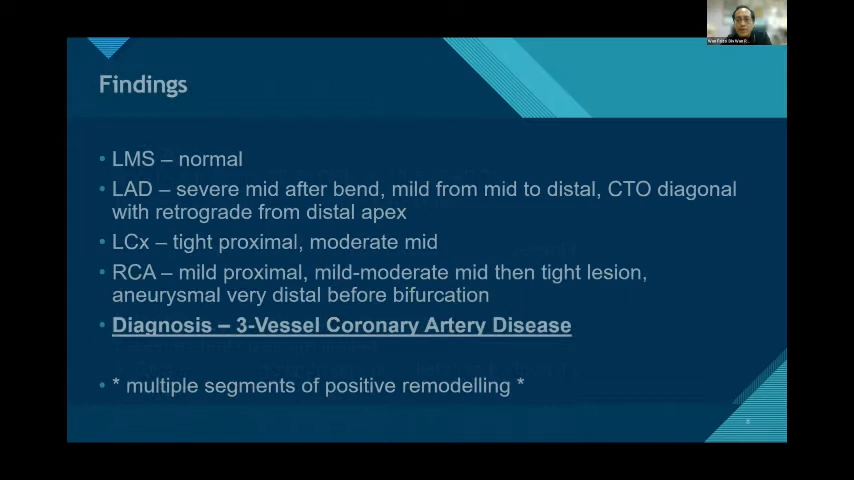 Findings
• LMS – normal
• LAD – severe mid after bend, mild from mid to distal, CTO diagonal
with retrograde from distal apex
• LCx – tight proximal, moderate mid
• RCA – mild proximal, mild-moderate mid then tight lesion,
aneurysmal very distal before bifurcation
• Diagnosis – 3-Vessel Coronary Artery Disease
• * multiple segments of positive remodelling *